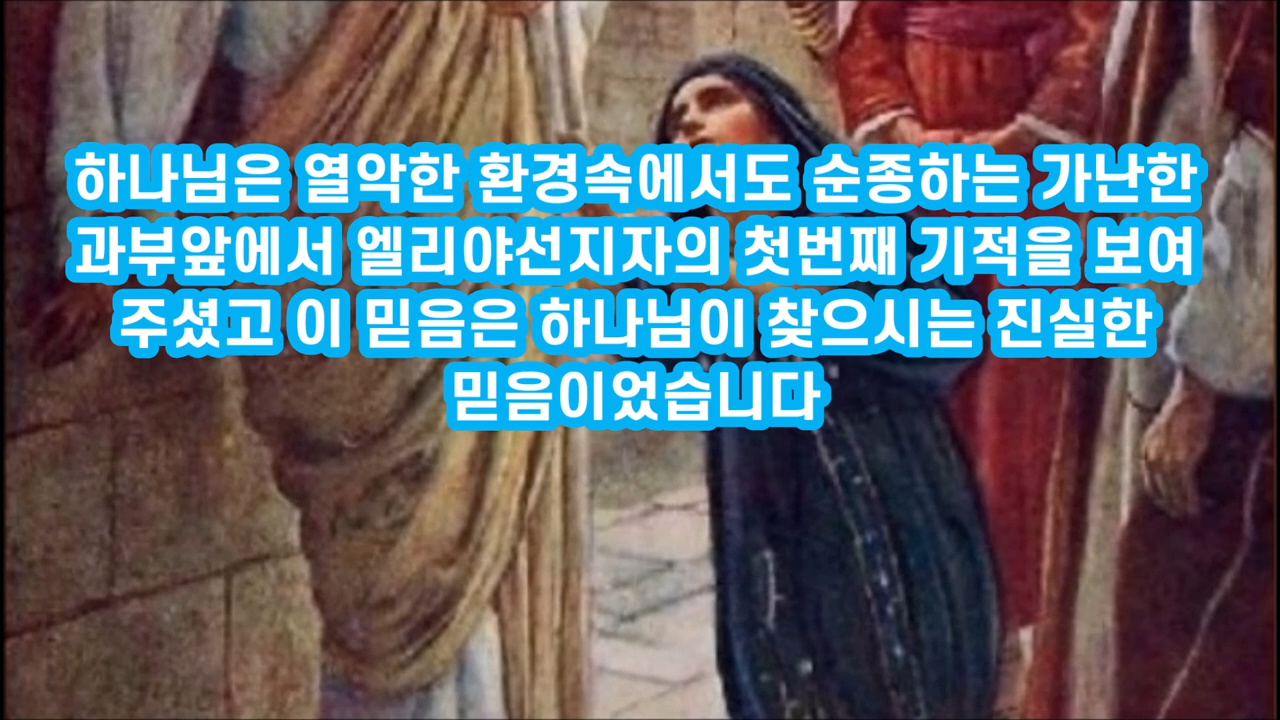 하나님은 열악한 환경속에서도 순종하는 가난한
과부앞에서 엘리야선지자의 첫번째 기적을 보여
주셨고 이 믿음은 하나님이 찾으시는 진실한
믿음이었습니다